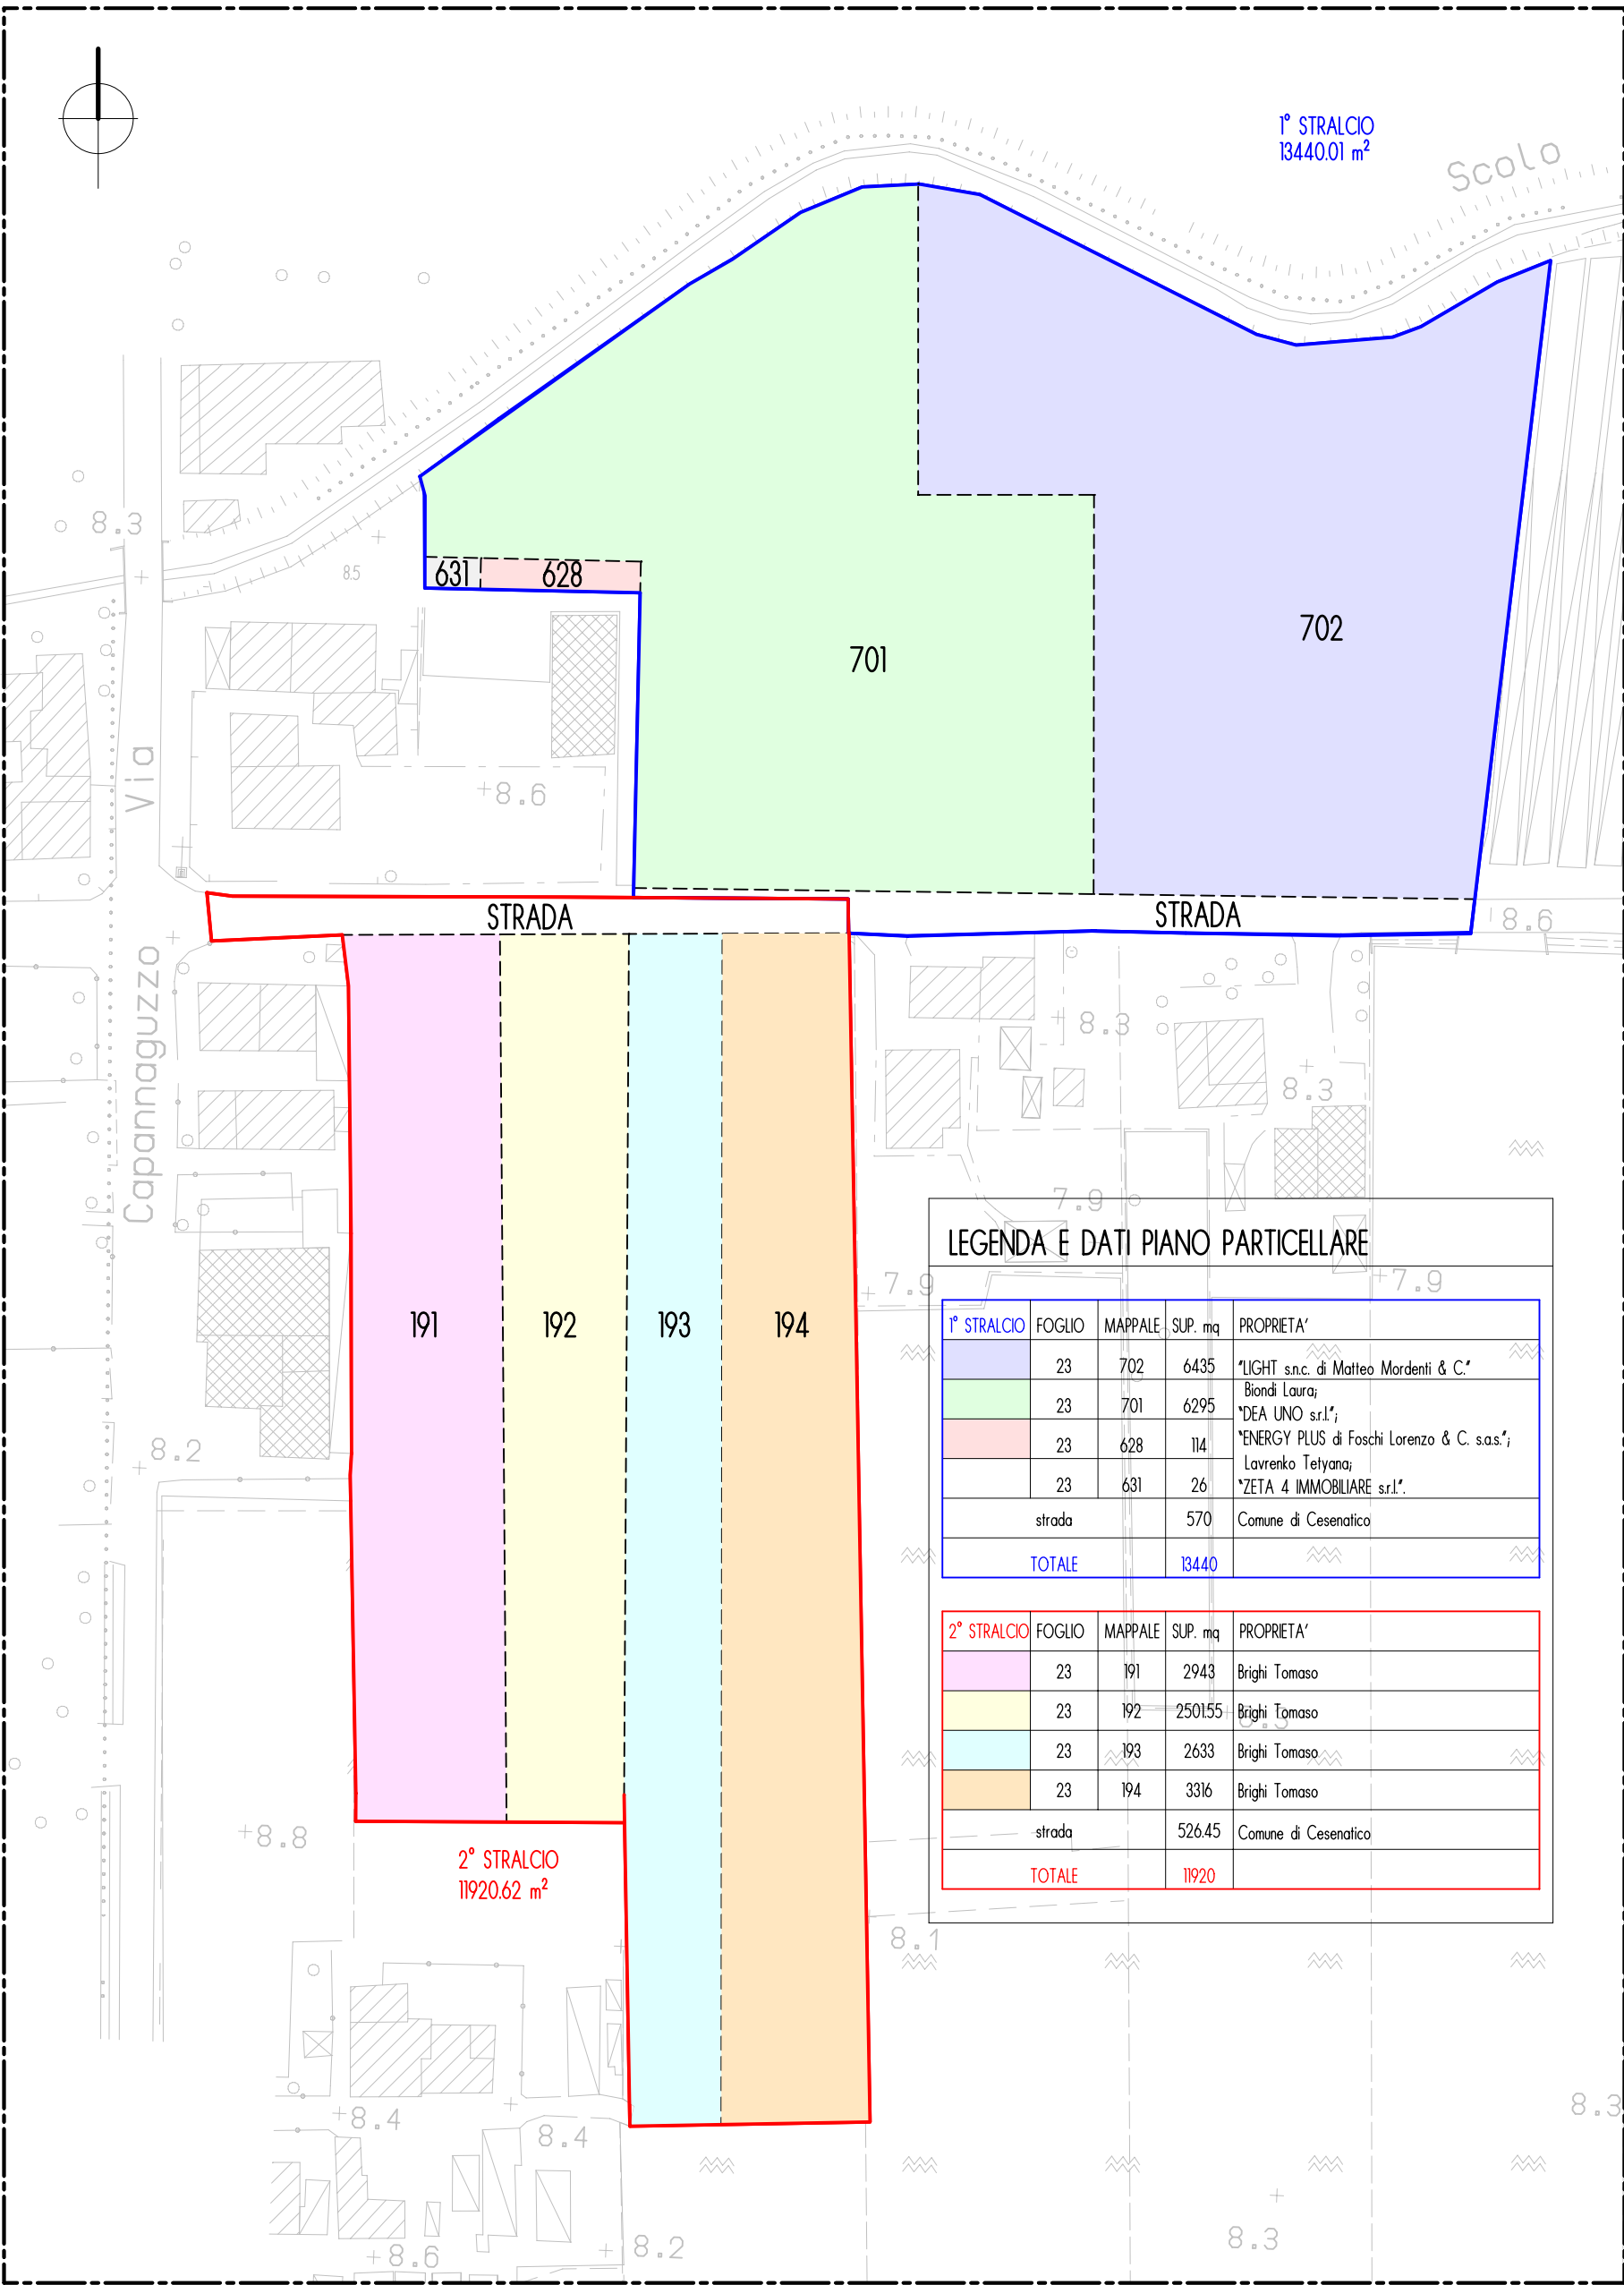 1° STRALCIO
13440.01 m²
Scolo
8.3
8.5
631
628
702
701
Via
8.6
STRADA
STRADA
8.6
Capannaguzzo
8.3
8.3
7.9
7.9
7.9
191
192
193
194
8.2
8.8
2° STRALCIO
11920.62 m²
8.1
8.3
8.4
8.4
8.3
8.6
8.2
8.3
LEGENDA E DATI PIANO PARTICELLARE
1° STRALCIO FOGLIO MAPPALE SUP. mq PROPRIETA'
23 702 6435 "LIGHT s.n.c. di Matteo Mordenti & C."
23 701 6295 Biondi Laura;
"DEA UNO s.r.l.";
23 628 114 "ENERGY PLUS di Foschi Lorenzo & C. s.a.s.";
Lavrenko Tetyana;
23 631 26 "ZETA 4 IMMOBILIARE s.r.l.".
strada 570 Comune di Cesenatico
TOTALE 13440
2° STRALCIO FOGLIO MAPPALE SUP. mq PROPRIETA'
23 191 2943 Brighi Tomaso
23 192 2501.55 Brighi Tomaso
23 193 2633 Brighi Tomaso
23 194 3316 Brighi Tomaso
strada 526.45 Comune di Cesenatico
TOTALE 11920